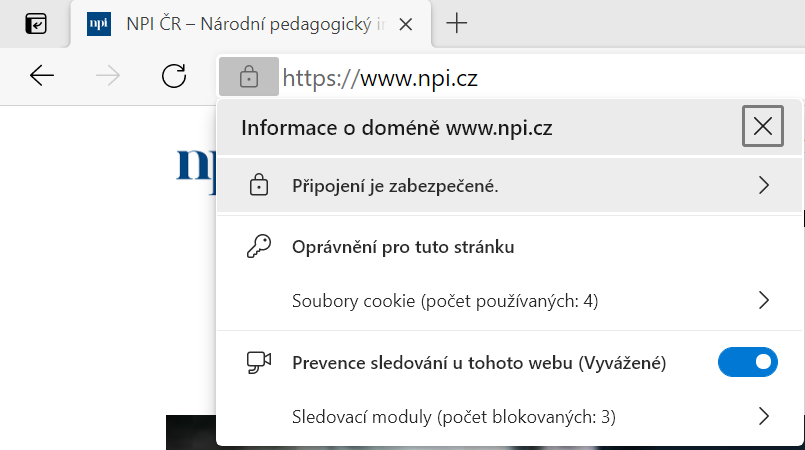 npi NPI ČR – Národní pedagogický i
https://www.npi.cz
Informace o doméně www.npi.cz
np
Připojení je zabezpečené.
Oprávnění pro tuto stránku
Soubory cookie (počet používaných: 4)
Prevence sledování u tohoto webu (Vyvážené)
Sledovací moduly (počet blokovaných: 3)